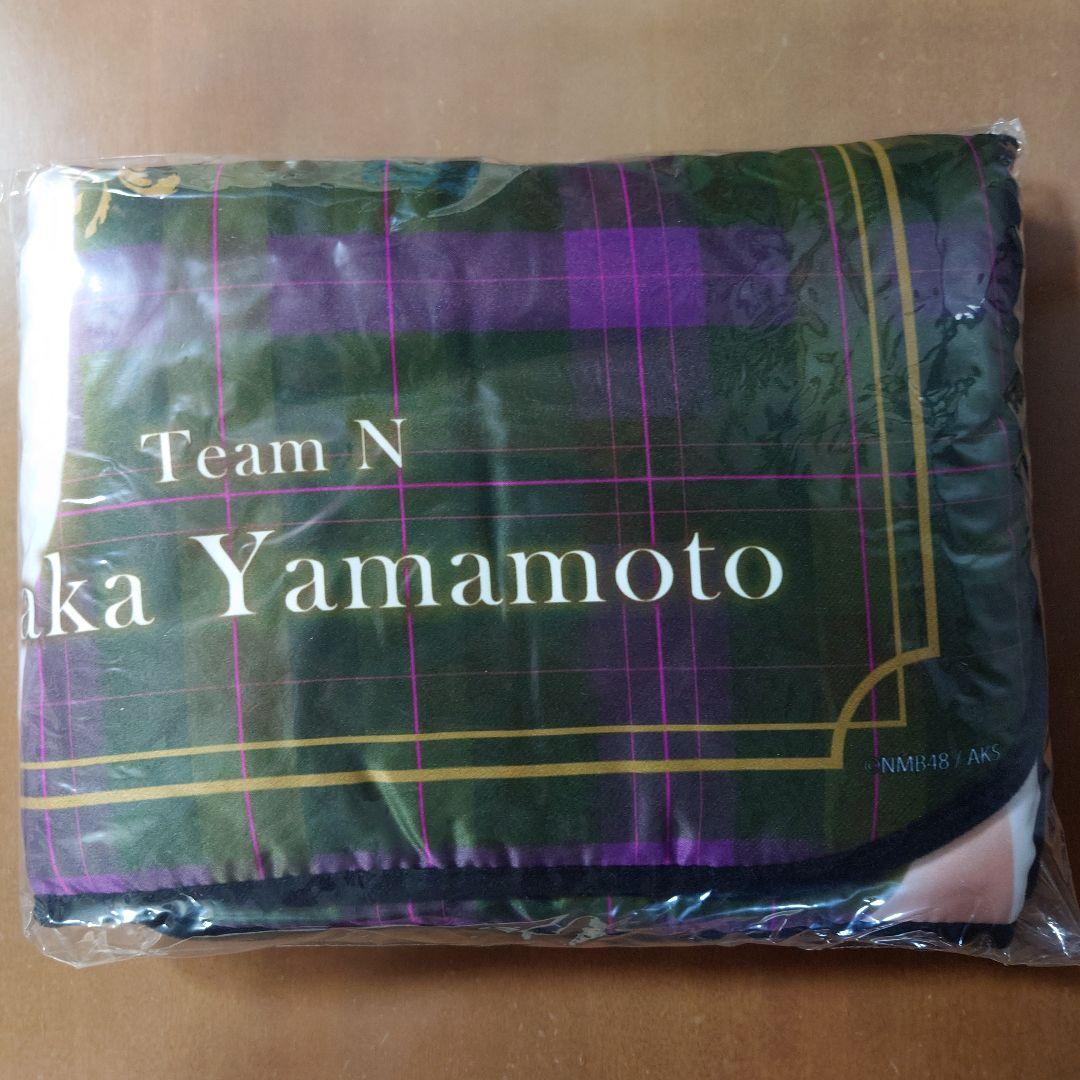 Team N
aka Yamamoto
©NMB48 / AKS